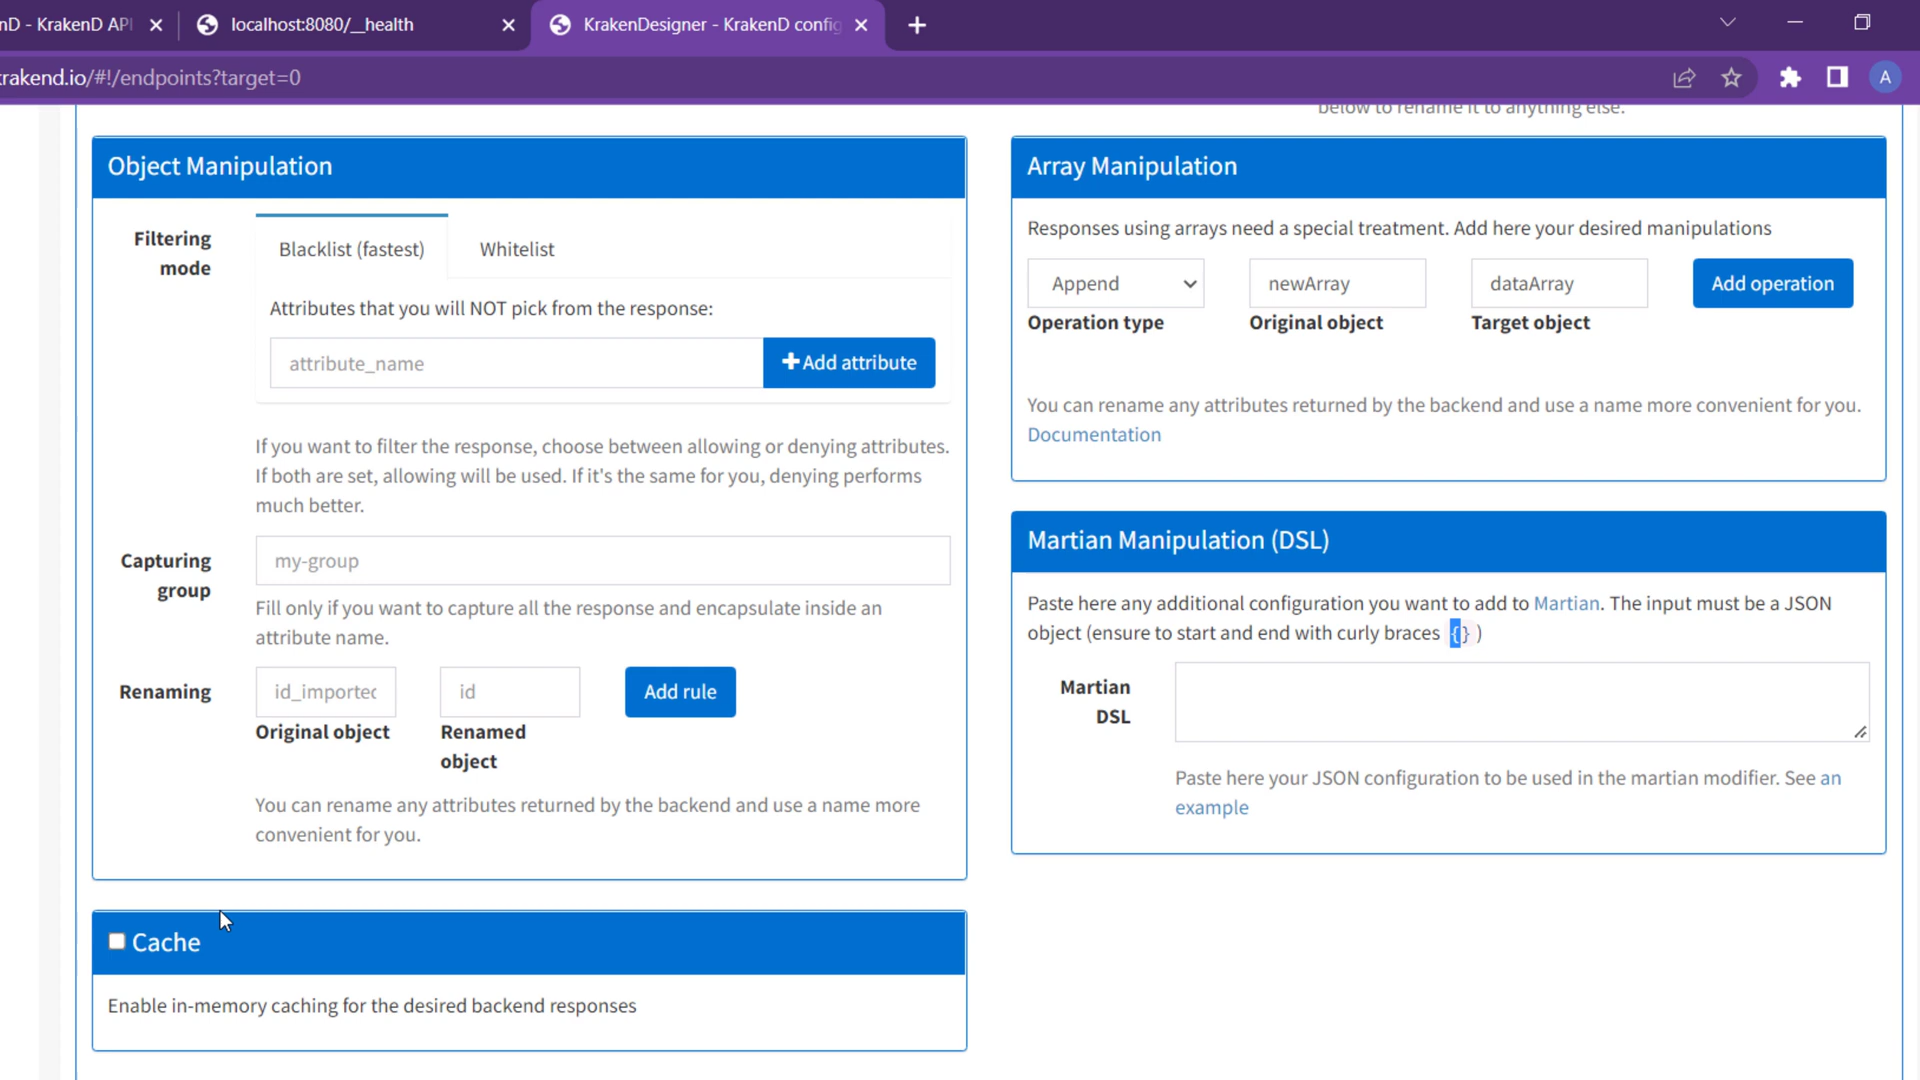 nD - KrakenD API
localhost:8080/__health
KrakenDesigner - KrakenD config
krakend.io/#!/endpoints?target=0
A
below to rename it to anything else.
Object Manipulation
Filtering
mode
Blacklist (fastest)
Whitelist
Attributes that you will NOT pick from the response:
attribute_name
Add attribute
If you want to filter the response, choose between allowing or denying attributes.
If both are set, allowing will be used. If it's the same for you, denying performs
much better.
Capturing
group
my-group
Fill only if you want to capture all the response and encapsulate inside an
attribute name.
Renaming
id_imported
id
Add rule
Original object
Renamed
object
You can rename any attributes returned by the backend and use a name more
convenient for you.
Cache
Enable in-memory caching for the desired backend responses
Array Manipulation
Responses using arrays need a special treatment. Add here your desired manipulations
Append
newArray
dataArray
Add operation
Operation type
Original object
Target object
You can rename any attributes returned by the backend and use a name more convenient for you.
Documentation
Martian Manipulation (DSL)
Paste here any additional configuration you want to add to Martian. The input must be a JSON
object (ensure to start and end with curly braces {} )
Martian
DSL
Paste here your JSON configuration to be used in the martian modifier. See an
example